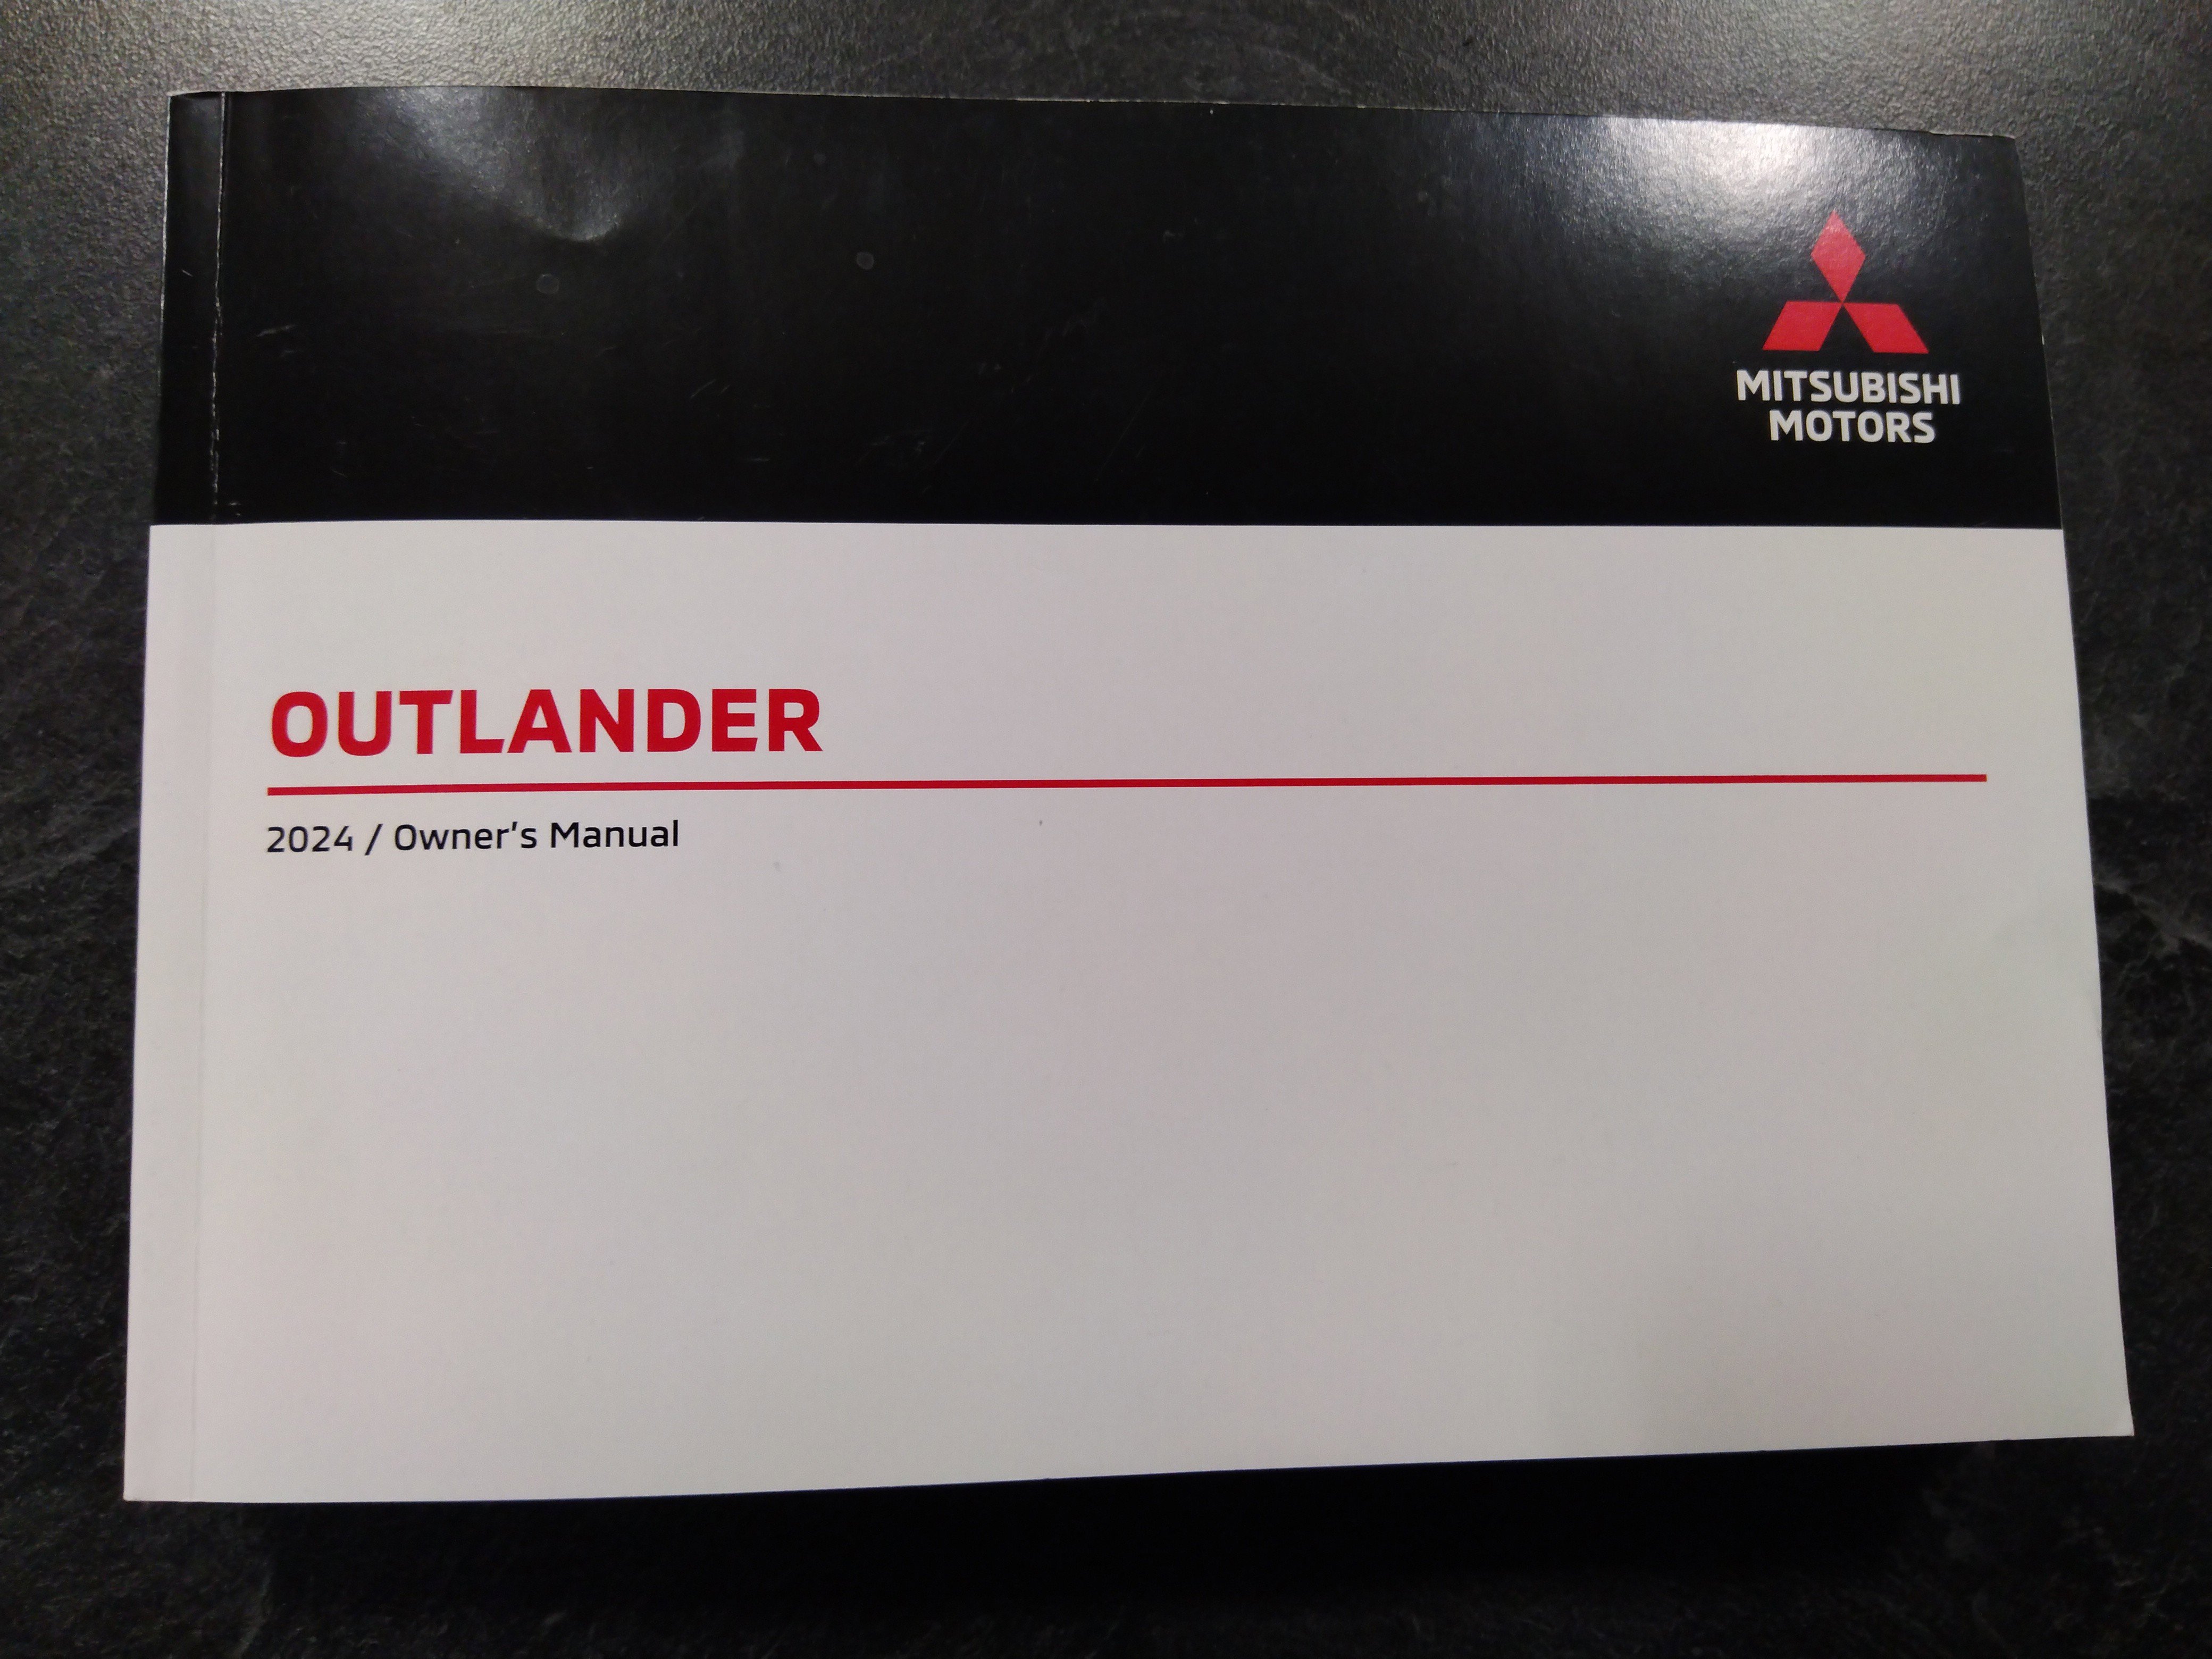 MITSUBISHI
MOTORS
OUTLANDER
2024 / Owner's Manual